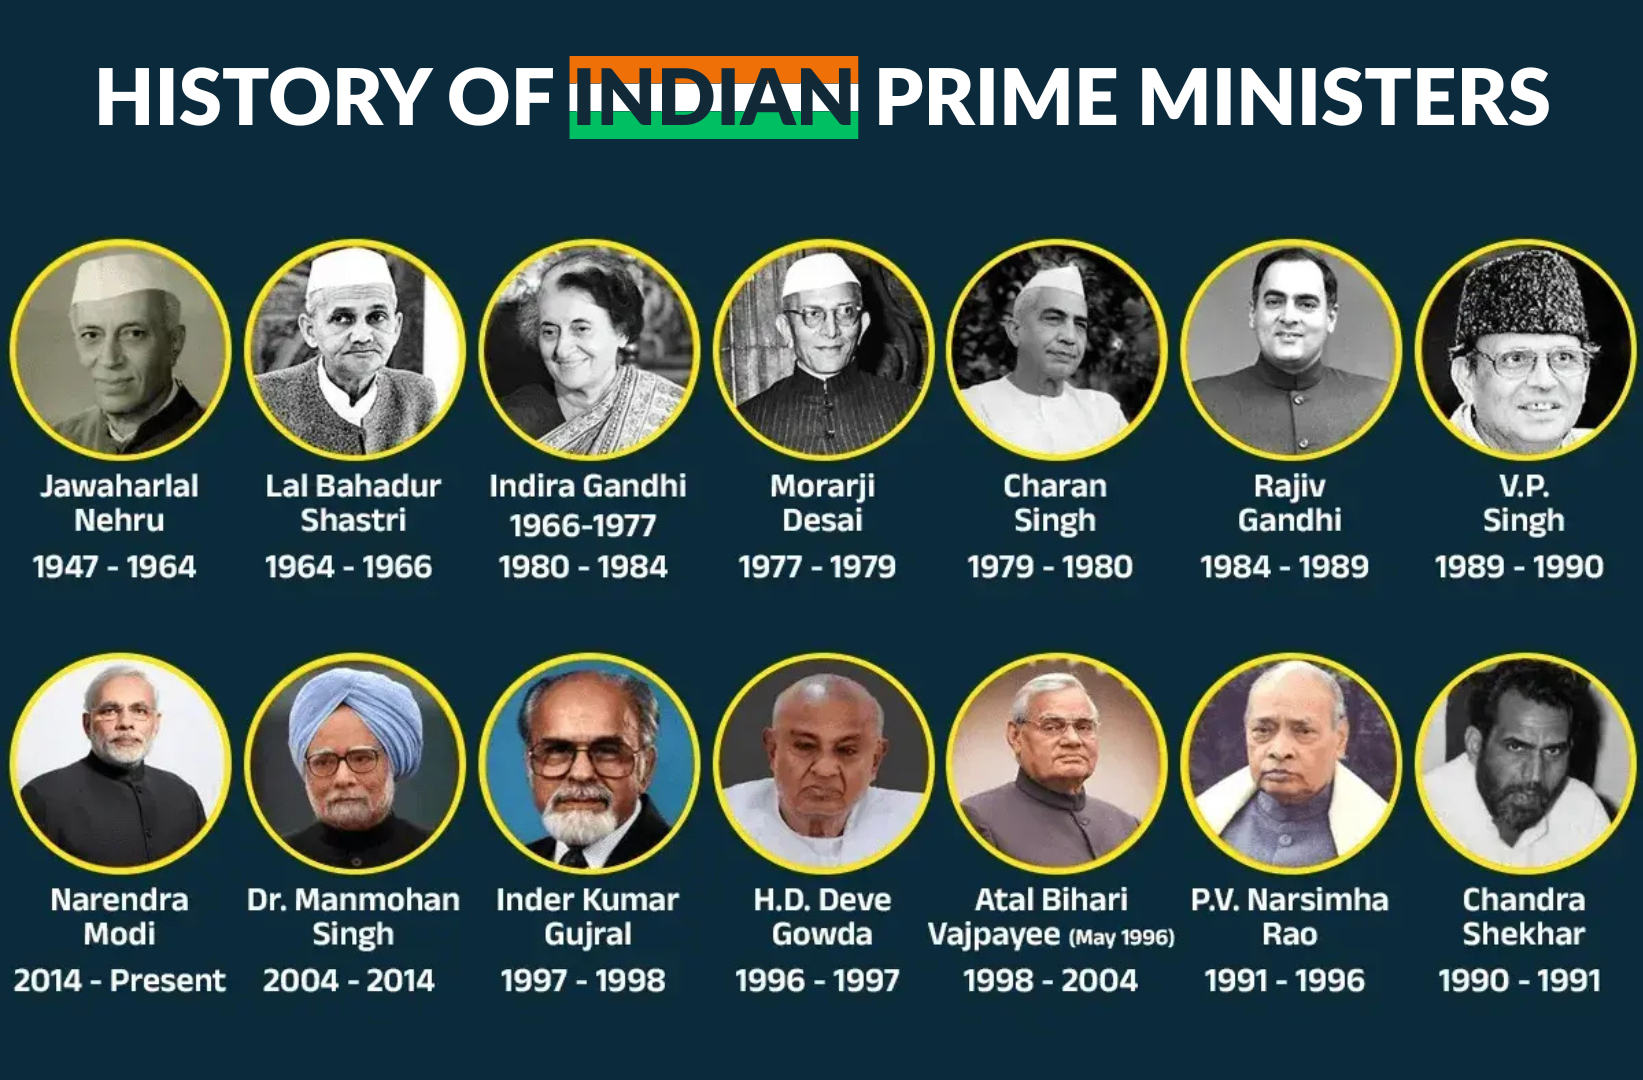 HISTORY OF INDIAN PRIME MINISTERS
Jawaharlal
Nehru
1947 - 1964
Lal Bahadur
Shastri
1964 - 1966
Indira Gandhi
1966-1977
1980 - 1984
Morarji
Desai
1977 - 1979
Charan
Singh
1979 - 1980
Rajiv
Gandhi
1984 - 1989
V.P.
Singh
1989 - 1990
Narendra
Modi
2014 - Present
Dr. Manmohan
Singh
2004 - 2014
Inder Kumar
Gujral
1997 - 1998
H.D. Deve
Gowda
1996 - 1997
Atal Bihari
Vajpayee (May 1996)
1998 - 2004
P.V. Narsimha
Rao
1991 - 1996
Chandra
Shekhar
1990 - 1991